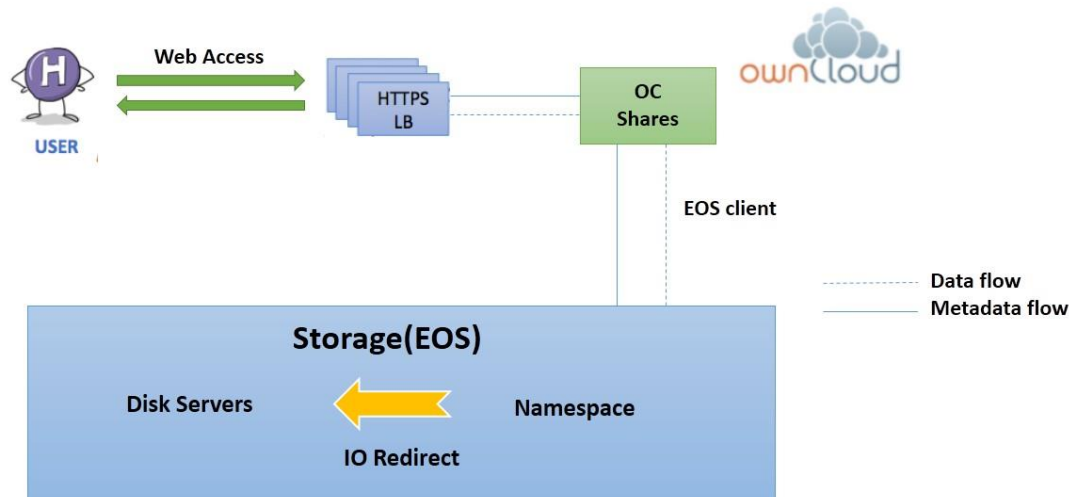 Web Access
H
USER
HTTPS
LB
OC
Shares
ownCloud
EOS client
Data flow
Metadata flow
Storage(EOS)
Disk Servers
Namespace
IO Redirect